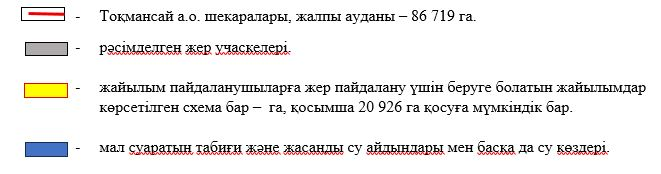 - Тоқмансай а.о. шекаралары, жалпы ауданы – 86 719 га.
- рәсімделген жер учаскелері.
- жайылым пайдаланушыларға жер пайдалану үшін беруге болатын жайылымдар
көрсетілген схема бар – га, қосымша 20 926 га қосуға мүмкіндік бар.
- мал суаратын табиғи және жасанды су айдындары мен басқа да су көздері.